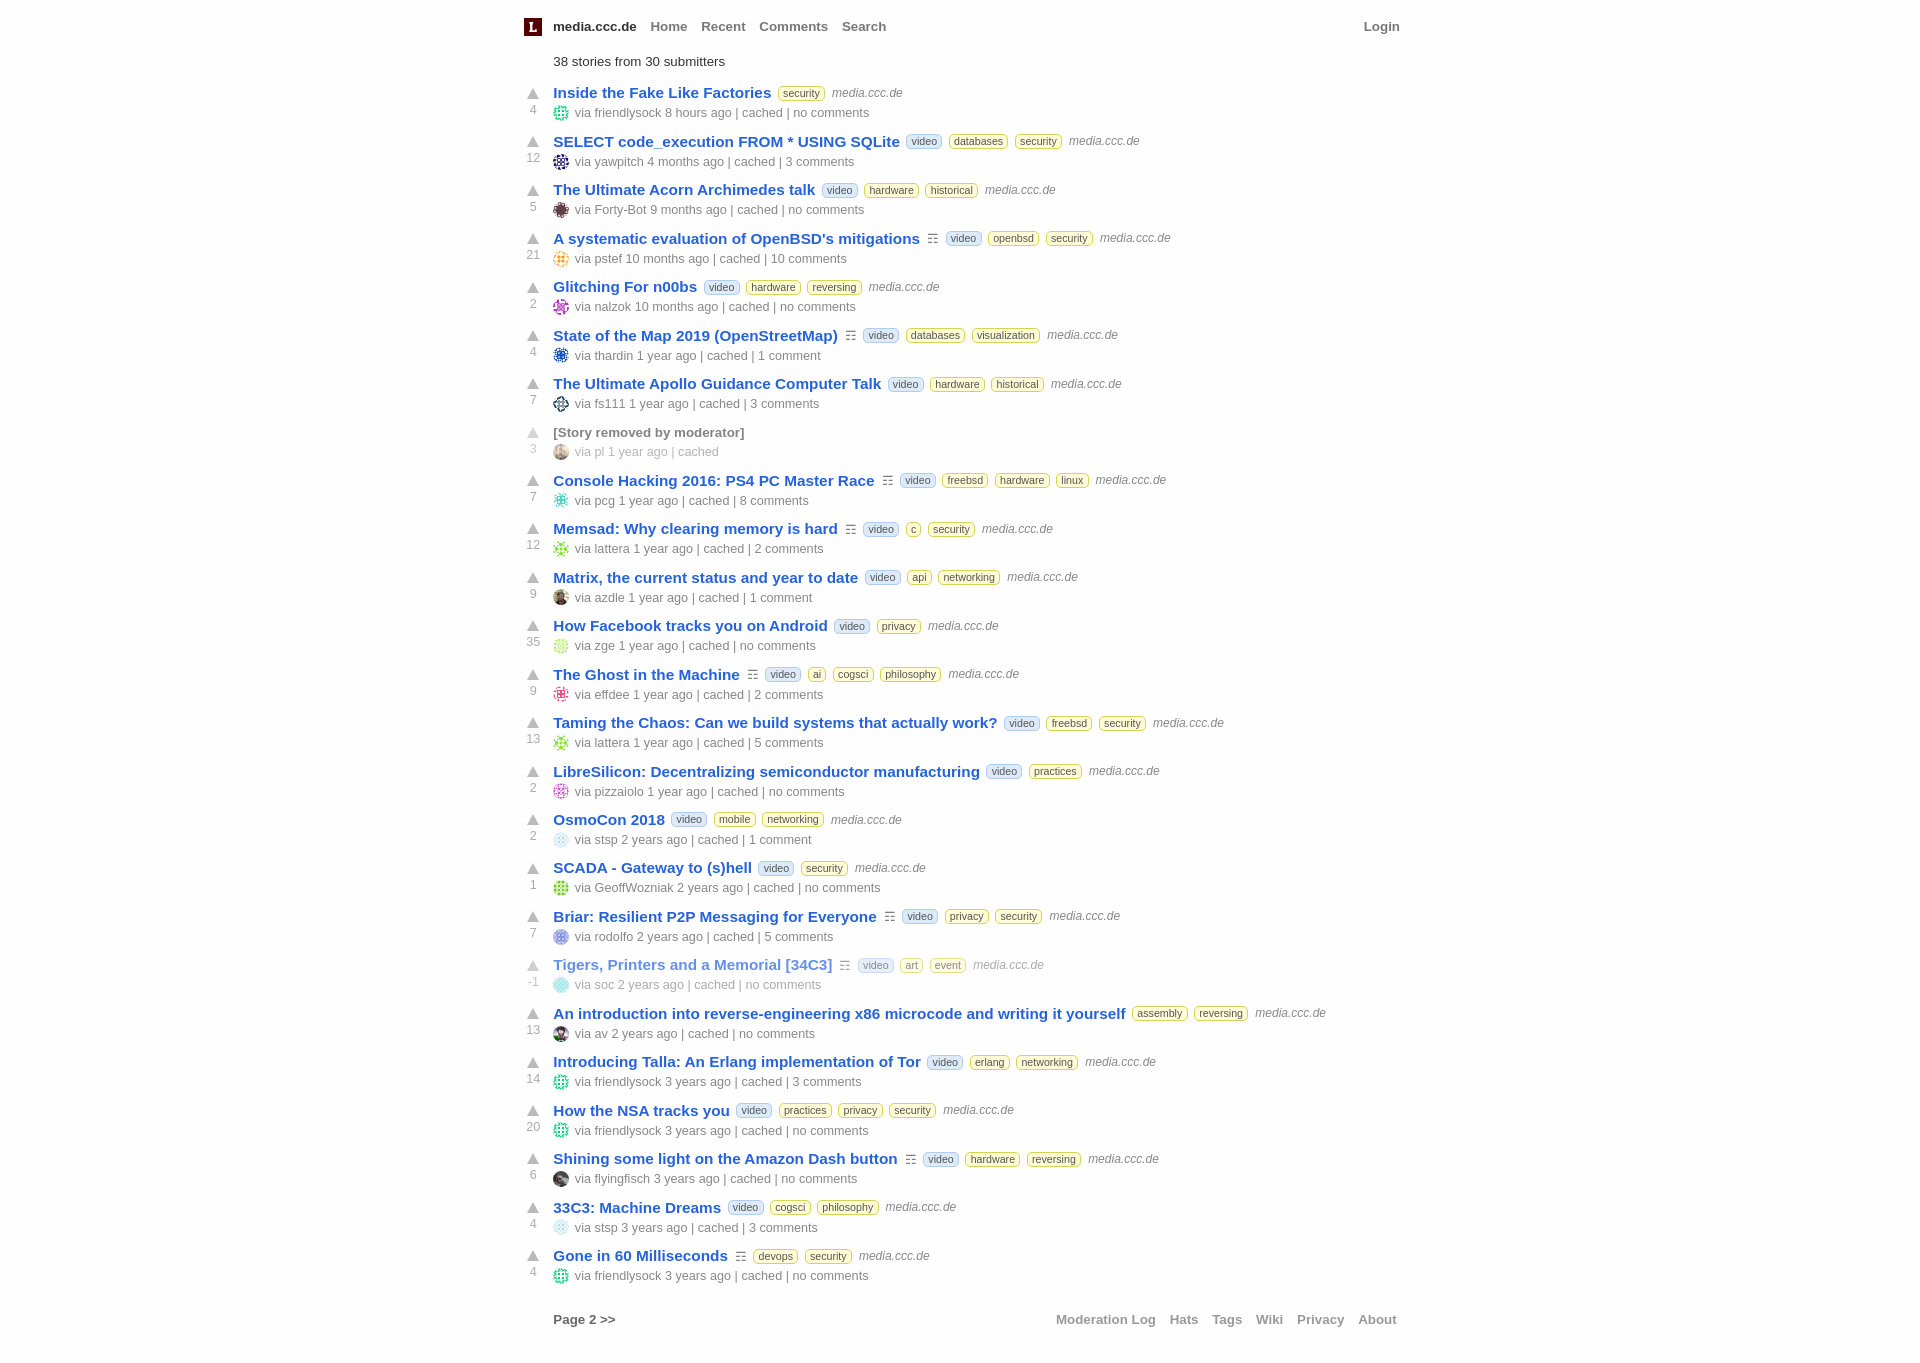 L media.ccc.de Home Recent Comments Search Login
38 stories from 30 submitters
Inside the Fake Like Factories security media.ccc.de
4 via friendlysock 8 hours ago | cached | no comments
SELECT code_execution FROM * USING SQLite video databases security media.ccc.de
12 via yawpitch 4 months ago | cached | 3 comments
The Ultimate Acorn Archimedes talk video hardware historical media.ccc.de
5 via Forty-Bot 9 months ago | cached | no comments
A systematic evaluation of OpenBSD's mitigations ☶ video openbsd security media.ccc.de
21 via pstef 10 months ago | cached | 10 comments
Glitching For n00bs video hardware reversing media.ccc.de
2 via nalzok 10 months ago | cached | no comments
State of the Map 2019 (OpenStreetMap) ☶ video databases visualization media.ccc.de
4 via thardin 1 year ago | cached | 1 comment
The Ultimate Apollo Guidance Computer Talk video hardware historical media.ccc.de
7 via fs111 1 year ago | cached | 3 comments
[Story removed by moderator]
3 via pl 1 year ago | cached
Console Hacking 2016: PS4 PC Master Race ☶ video freebsd hardware linux media.ccc.de
7 via pcg 1 year ago | cached | 8 comments
Memsad: Why clearing memory is hard ☶ video c security media.ccc.de
12 via lattera 1 year ago | cached | 2 comments
Matrix, the current status and year to date video api networking media.ccc.de
9 via azdle 1 year ago | cached | 1 comment
How Facebook tracks you on Android video privacy media.ccc.de
35 via zge 1 year ago | cached | no comments
The Ghost in the Machine ☶ video ai cogsci philosophy media.ccc.de
9 via effdee 1 year ago | cached | 2 comments
Taming the Chaos: Can we build systems that actually work? video freebsd security media.ccc.de
13 via lattera 1 year ago | cached | 5 comments
LibreSilicon: Decentralizing semiconductor manufacturing video practices media.ccc.de
2 via pizzaiolo 1 year ago | cached | no comments
OsmoCon 2018 video mobile networking media.ccc.de
2 via stsp 2 years ago | cached | 1 comment
SCADA - Gateway to (s)hell video security media.ccc.de
1 via GeoffWozniak 2 years ago | cached | no comments
Briar: Resilient P2P Messaging for Everyone ☶ video privacy security media.ccc.de
7 via rodolfo 2 years ago | cached | 5 comments
Tigers, Printers and a Memorial [34C3] ☶ video art event media.ccc.de
-1 via soc 2 years ago | cached | no comments
An introduction into reverse-engineering x86 microcode and writing it yourself assembly reversing media.ccc.de
13 via av 2 years ago | cached | no comments
Introducing Talla: An Erlang implementation of Tor video erlang networking media.ccc.de
14 via friendlysock 3 years ago | cached | 3 comments
How the NSA tracks you video practices privacy security media.ccc.de
20 via friendlysock 3 years ago | cached | no comments
Shining some light on the Amazon Dash button ☶ video hardware reversing media.ccc.de
6 via flyingfisch 3 years ago | cached | no comments
33C3: Machine Dreams video cogsci philosophy media.ccc.de
4 via stsp 3 years ago | cached | 3 comments
Gone in 60 Milliseconds ☶ devops security media.ccc.de
4 via friendlysock 3 years ago | cached | no comments
Page 2 >> Moderation Log Hats Tags Wiki Privacy About